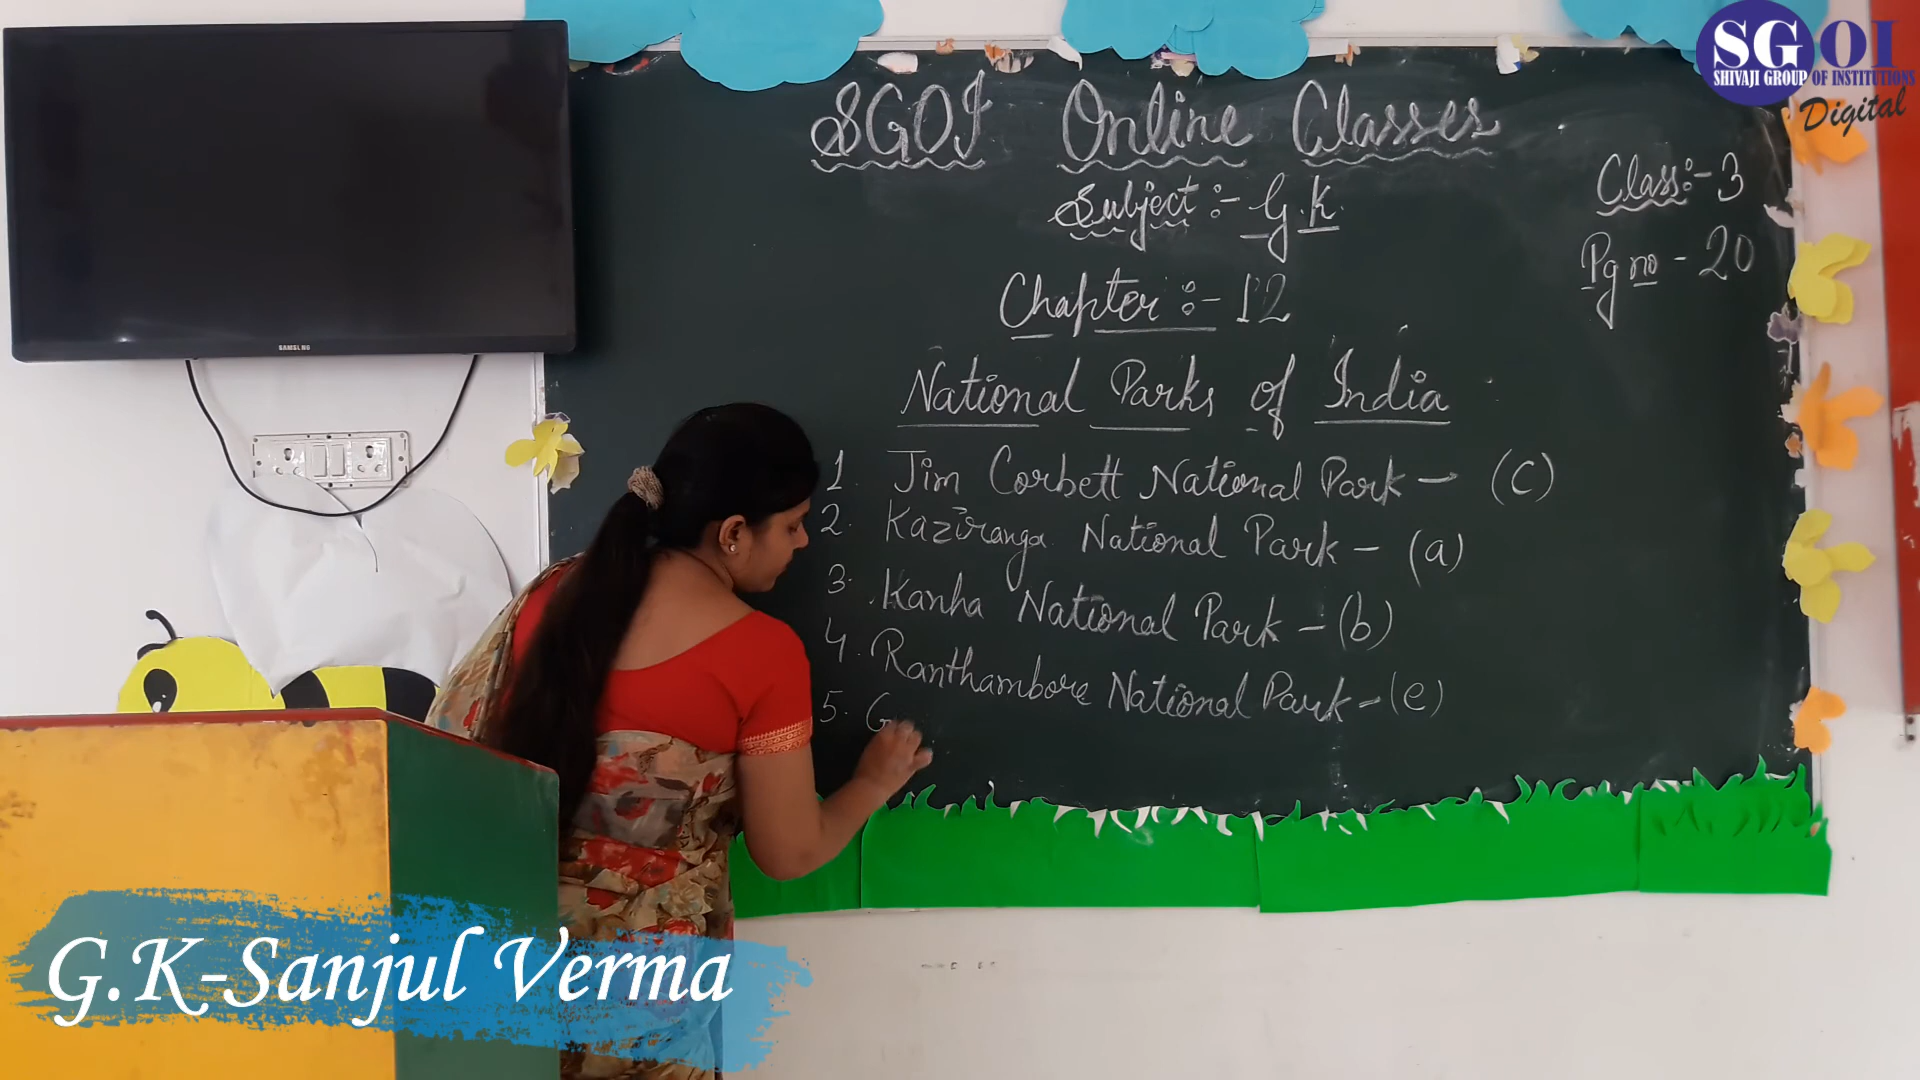 SGOI
SHIVAJI GROUP OF INSTITUTIONS
Digital
SGOI Online Classes
Subject :- G.K.
Class :- 3
Pg no - 20
Chapter :- 12
National Parks of India
1. Jim Corbett National Park - (C)
2. Kaziranga National Park - (a)
3. Kanha National Park - (b)
4. Ranthambore National Park - (e)
5. G
SAMSUNG
G.K-Sanjul Verma